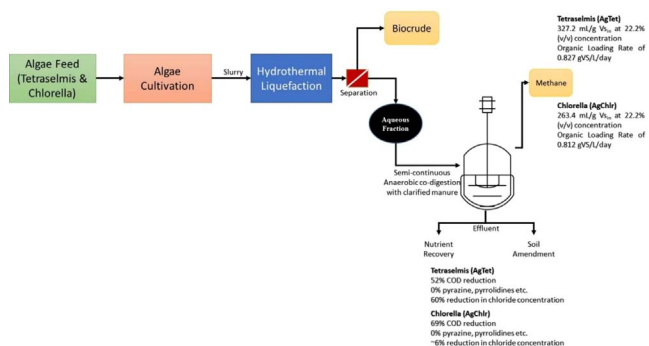 Algae Feed
(Tetraselmis &
Chlorella)
Algae
Cultivation
Slurry
Hydrothermal
Liquefaction
Separation
Biocrude
Aqueous
Fraction
Semi-continuous
Anaerobic co-digestion
with clarified manure
Methane
Tetraselmis (AgTet)
327.2 mL/g Vsᵢₙ at 22.2%
(v/v) concentration
Organic Loading Rate of
0.827 gVS/L/day
Chlorella (AgChlr)
263.4 mL/g Vsᵢₙ at 22.2%
(v/v) concentration
Organic Loading Rate of
0.812 gVS/L/day
Effluent
Nutrient
Recovery
Soil
Amendment
Tetraselmis (AgTet)
52% COD reduction
0% pyrazine, pyrrolidines etc.
60% reduction in chloride concentration
Chlorella (AgChlr)
69% COD reduction
0% pyrazine, pyrrolidines etc.
~6% reduction in chloride concentration